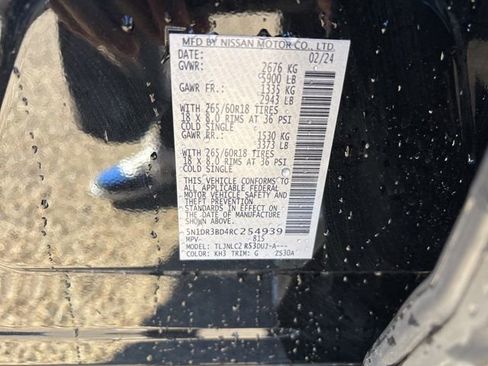 MFD BY NISSAN MOTOR CO., LTD.
DATE: 02/24
GVWR: 2676 KG
5900 LB
GAWR FR: 1335 KG
2943 LB
WITH 265/60R18 TIRES
18 X 8.0 RIMS AT 36 PSI
COLD SINGLE
GAWR RR: 1530 KG
3373 LB
WITH 265/60R18 TIRES
18 X 8.0 RIMS AT 36 PSI
COLD SINGLE
THIS VEHICLE CONFORMS TO
ALL APPLICABLE FEDERAL
MOTOR VEHICLE SAFETY
AND THEFT PREVENTION
STANDARDS IN EFFECT ON
THE DATE OF MANUFACTURE
SHOWN ABOVE.
5N1DR3BD4RC254939
MPV- 815
MODEL: TLJNLC2
COLOR: KH3 TRIM: G